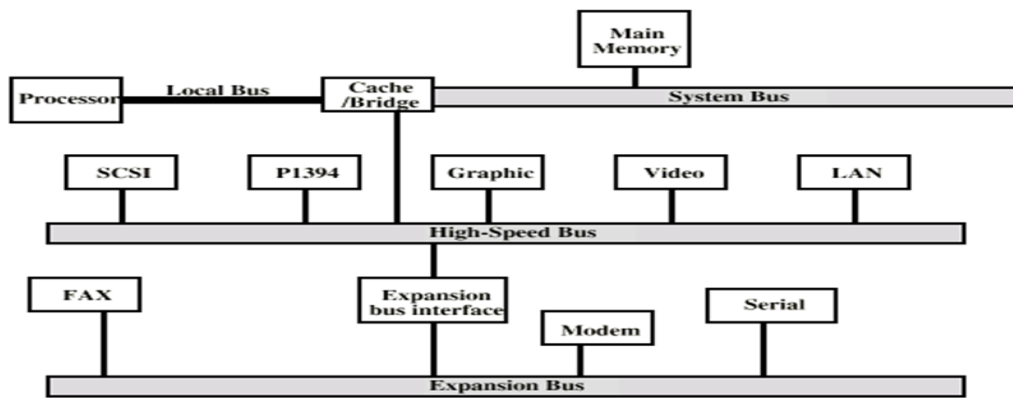 Main
Memory
Processor
Local Bus
Cache
/Bridge
System Bus
SCSI
P1394
Graphic
Video
LAN
High-Speed Bus
FAX
Expansion
bus interface
Modem
Serial
Expansion Bus